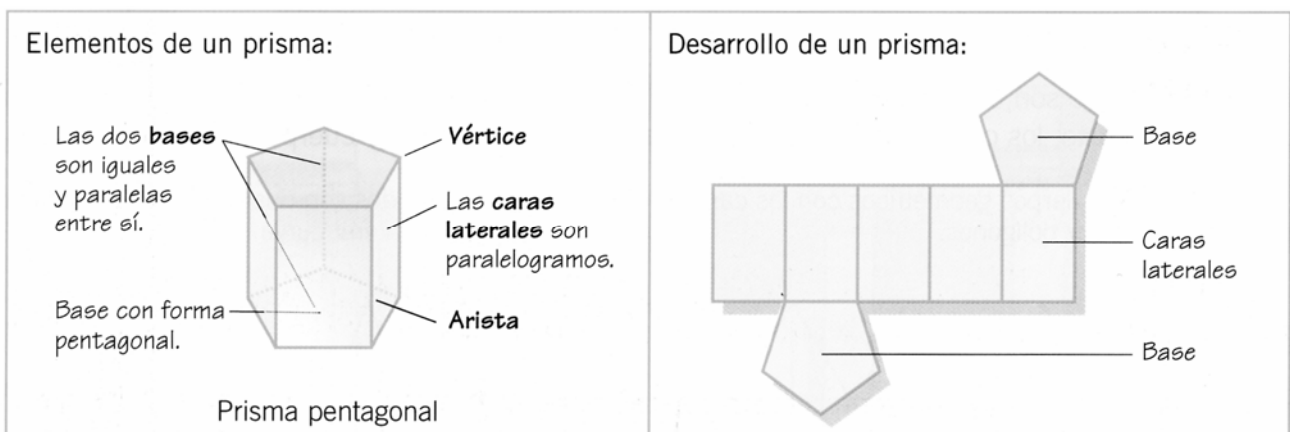 Elementos de un prisma:
Las dos bases
son iguales
y paralelas
entre sí.
Vértice
Las caras
laterales son
paralelogramos.
Base con forma
pentagonal.
Arista
Prisma pentagonal
Desarrollo de un prisma:
Base
Caras
laterales
Base